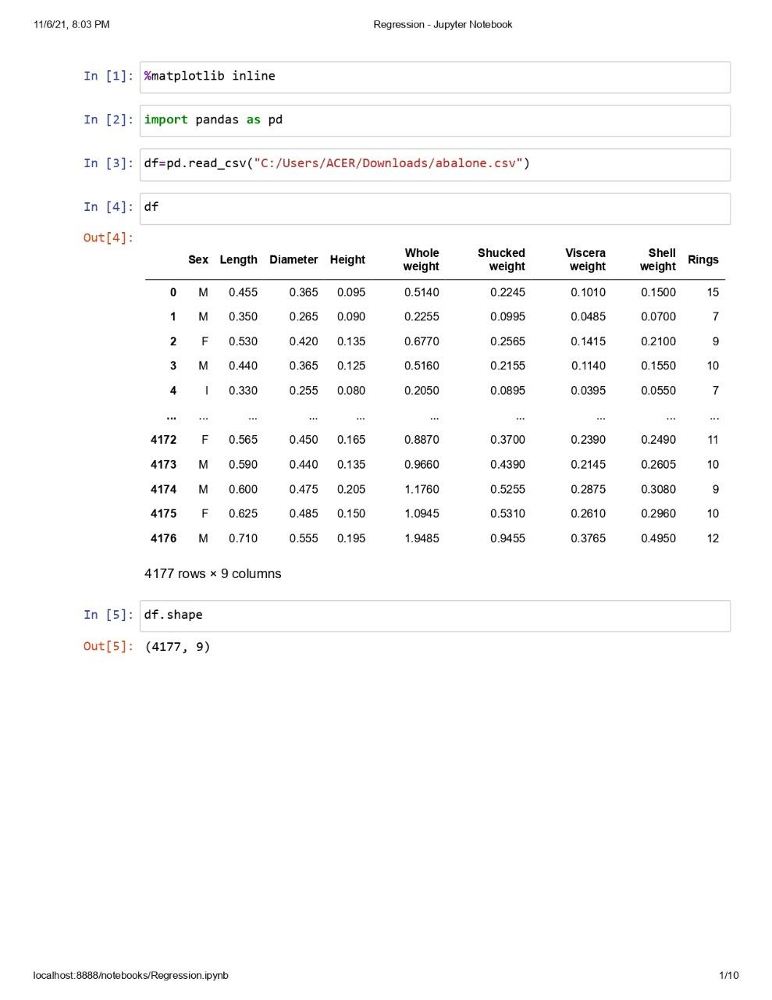 11/6/21, 8:03 PM Regression - Jupyter Notebook
In [1]: %matplotlib inline
In [2]: import pandas as pd
In [3]: df=pd.read_csv("C:/Users/ACER/Downloads/abalone.csv")
In [4]: df
Out[4]:
Sex Length Diameter Height Whole weight Shucked weight Viscera weight Shell weight Rings
0 M 0.455 0.365 0.095 0.5140 0.2245 0.1010 0.1500 15
1 M 0.350 0.265 0.090 0.2255 0.0995 0.0485 0.0700 7
2 F 0.530 0.420 0.135 0.6770 0.2565 0.1415 0.2100 9
3 M 0.440 0.365 0.125 0.5160 0.2155 0.1140 0.1550 10
4 I 0.330 0.255 0.080 0.2050 0.0895 0.0395 0.0550 7
... ... ... ... ... ... ... ... ... ...
4172 F 0.565 0.450 0.165 0.8870 0.3700 0.2390 0.2490 11
4173 M 0.590 0.440 0.135 0.9660 0.4390 0.2145 0.2605 10
4174 M 0.600 0.475 0.205 1.1760 0.5255 0.2875 0.3080 9
4175 F 0.625 0.485 0.150 1.0945 0.5310 0.2610 0.2960 10
4176 M 0.710 0.555 0.195 1.9485 0.9455 0.3765 0.4950 12
4177 rows × 9 columns
In [5]: df.shape
Out[5]: (4177, 9)
localhost:8888/notebooks/Regression.ipynb 1/10